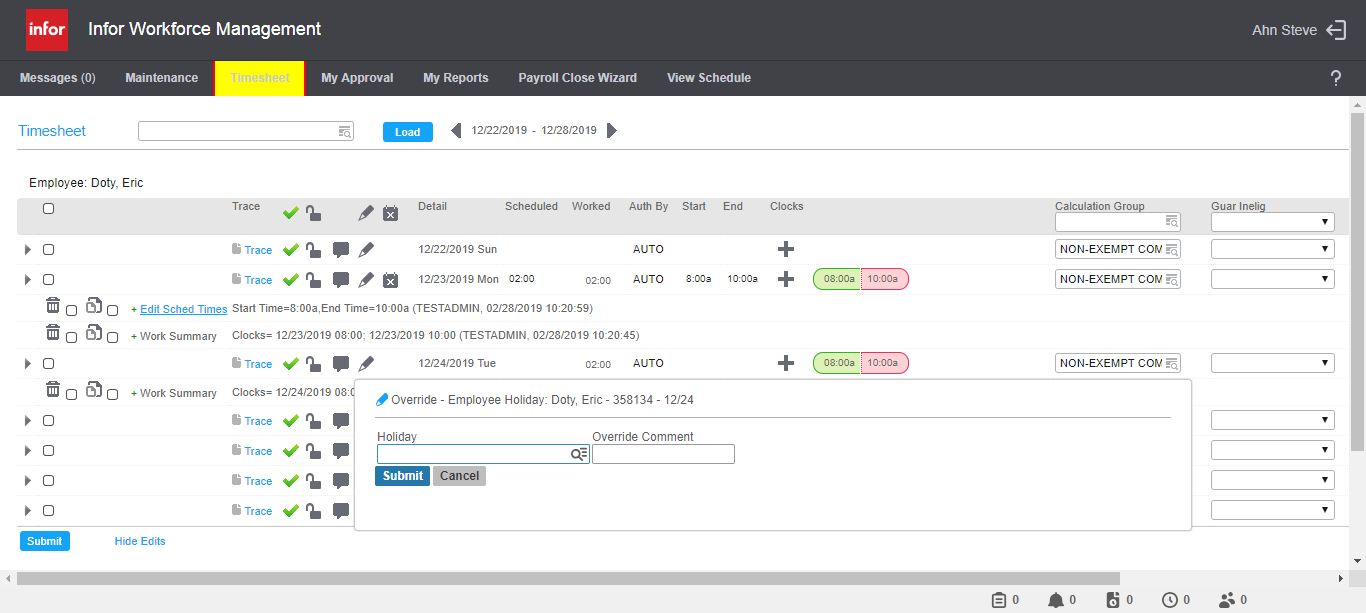 infor Infor Workforce Management Ahn Steve
Messages (0) Maintenance Timesheet My Approval My Reports Payroll Close Wizard View Schedule ?
Timesheet Load 12/22/2019 - 12/28/2019
Employee: Doty, Eric
Trace Detail Scheduled Worked Auth By Start End Clocks Calculation Group Guar Inelig
Trace 12/22/2019 Sun AUTO NON-EXEMPT COM
Trace 12/23/2019 Mon 02:00 02:00 AUTO 8:00a 10:00a 08:00a 10:00a NON-EXEMPT COM
+ Edit Sched Times Start Time=8:00a,End Time=10:00a (TESTADMIN, 02/28/2019 10:20:59)
+ Work Summary Clocks= 12/23/2019 08:00; 12/23/2019 10:00 (TESTADMIN, 02/28/2019 10:20:45)
Trace 12/24/2019 Tue 02:00 AUTO 08:00a 10:00a NON-EXEMPT COM
+ Work Summary Clocks= 12/24/2019 08:0
Override - Employee Holiday: Doty, Eric - 358134 - 12/24
Trace
Holiday Override Comment
Trace
Submit Cancel
Trace
Trace
Submit Hide Edits
0 0 0 0 0